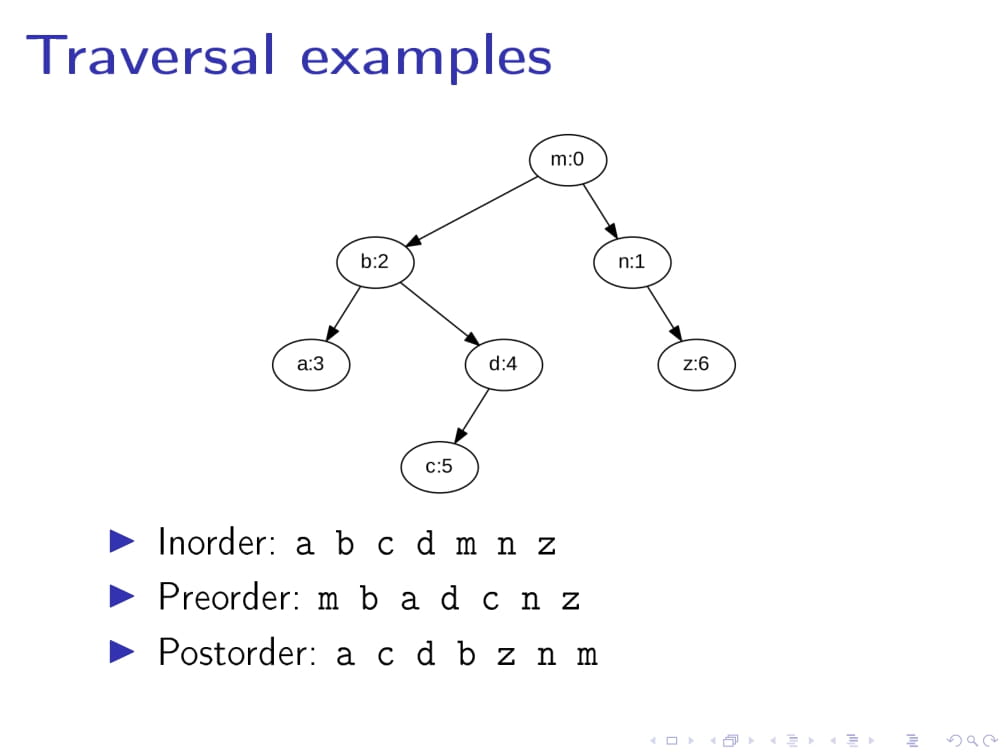 Traversal examples
m:0
b:2 n:1
a:3 d:4 z:6
c:5
Inorder: a b c d m n z
Preorder: m b a d c n z
Postorder: a c d b z n m